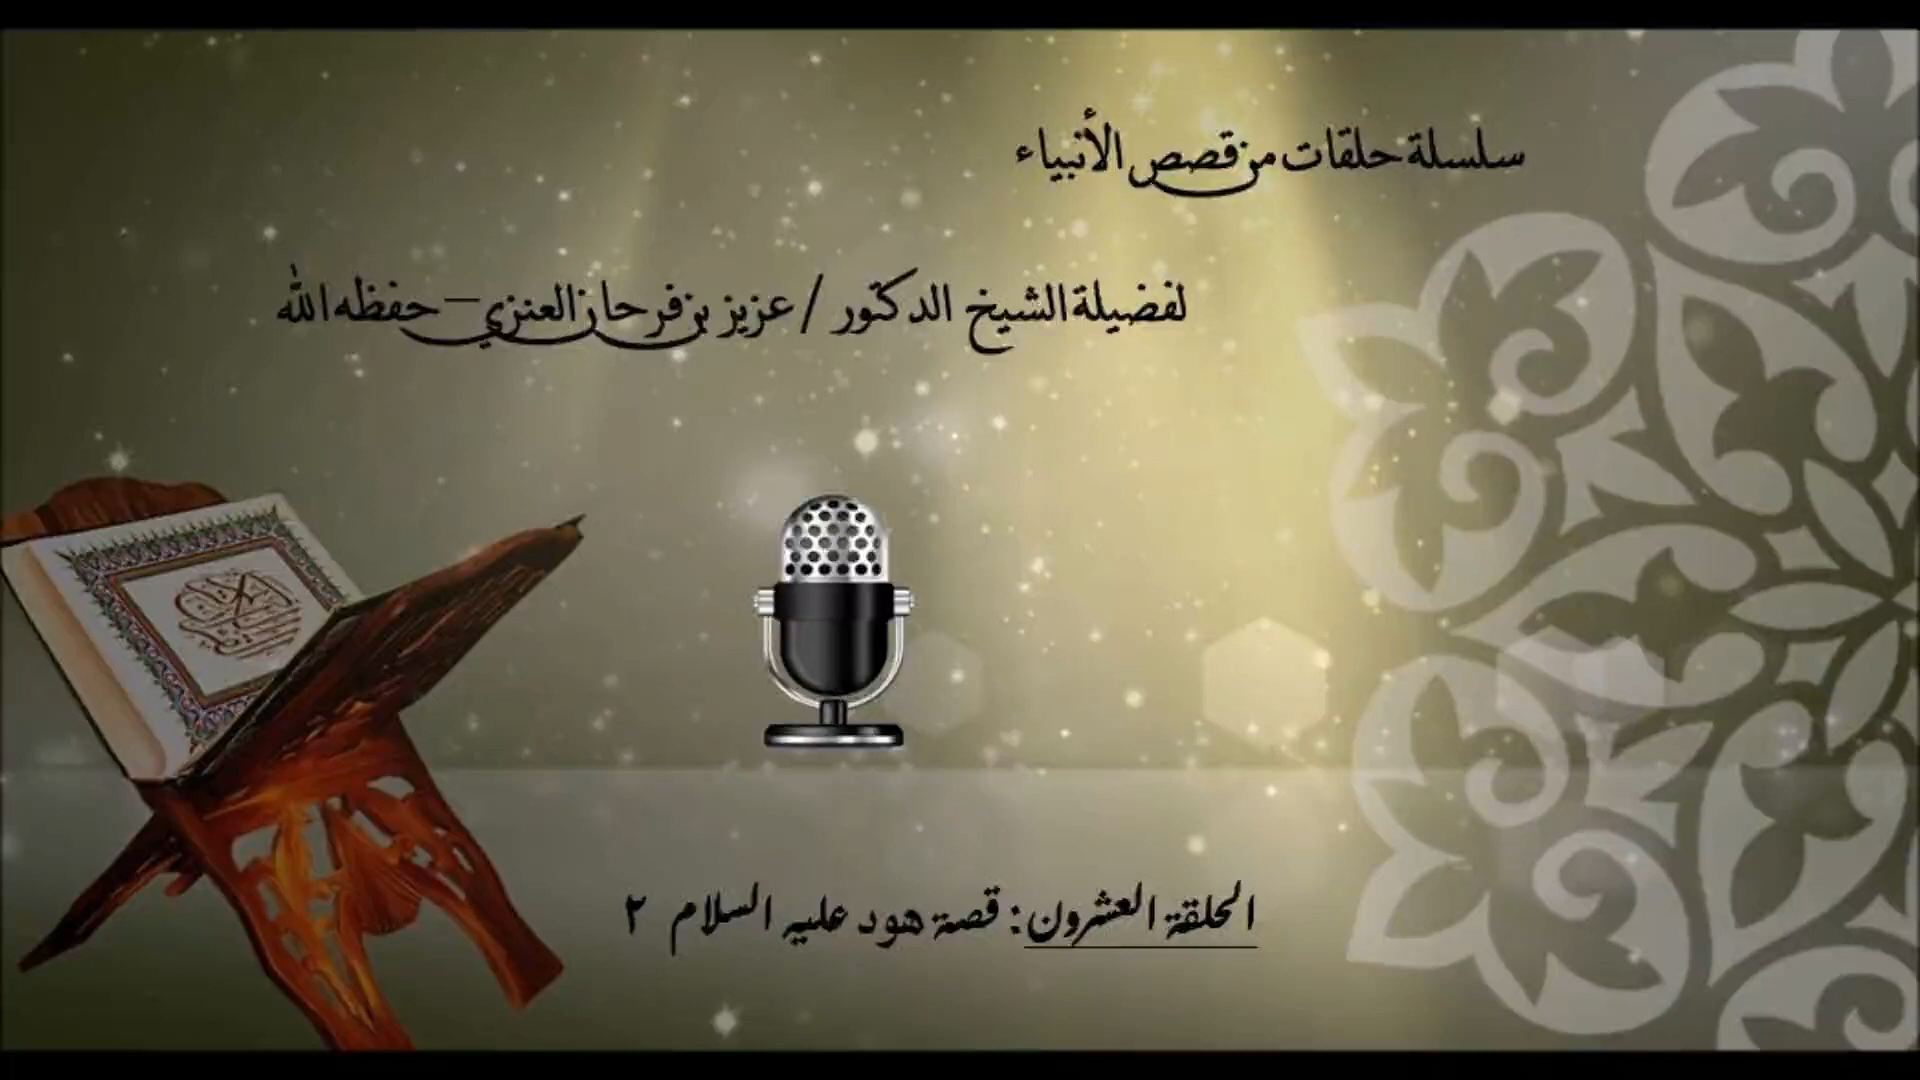 سلسلة حلقات من قصص الأنبياء
لفضيلة الشيخ الدكتور / عزيز بن فرحان العنزي – حفظه الله
الحلقة العشرون: قصة هود عليه السلام ٢